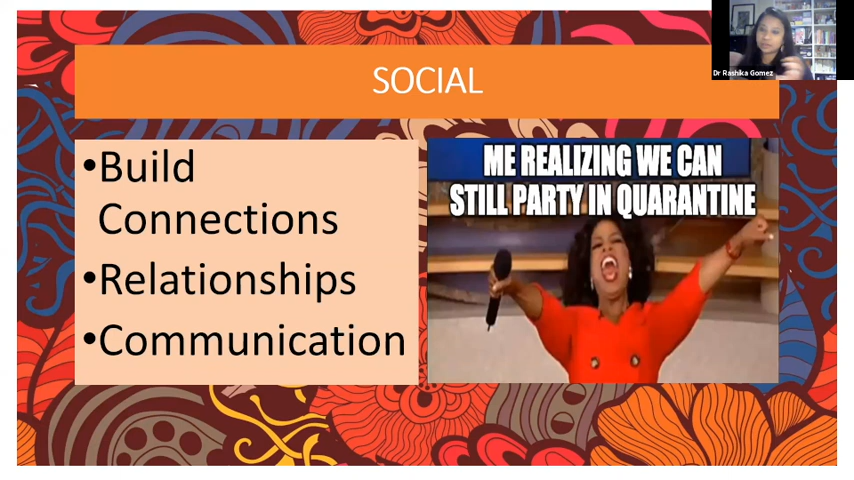 SOCIAL
Dr Rashika Gomez
•Build
Connections
•Relationships
•Communication
ME REALIZING WE CAN
STILL PARTY IN QUARANTINE